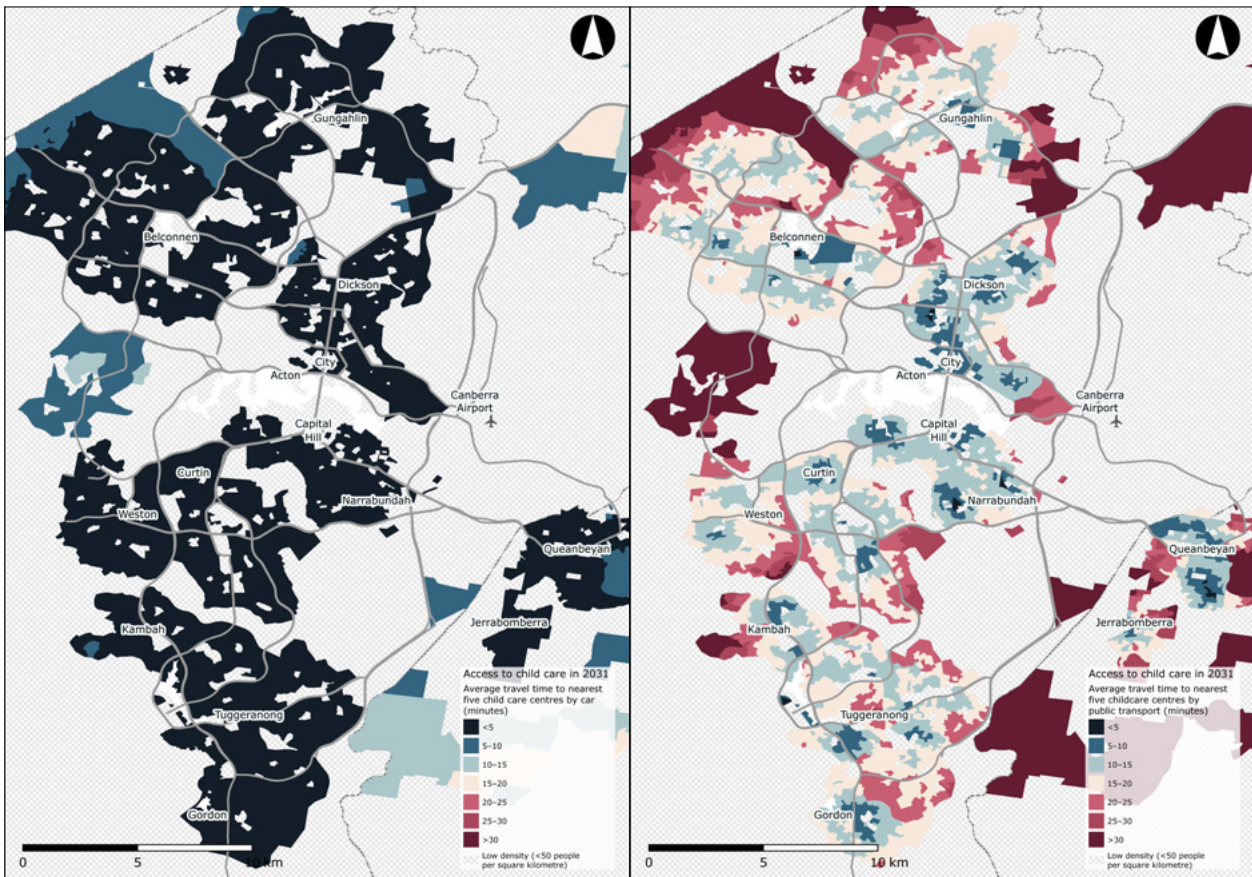 Gungahlin
Belconnen
Dickson
City
Acton
Canberra
Airport
Capital
Hill
Curtin
Narrabundah
Weston
Queanbeyan
Kambah
Jerrabomberra
Tuggeranong
Gordon
Access to child care in 2031
Average travel time to nearest
five child care centres by car
(minutes)
<5
5–10
10–15
15–20
20–25
25–30
>30
Low density (<50 people
per square kilometre)
0
5
10 km
Gungahlin
Belconnen
Dickson
City
Acton
Canberra
Airport
Capital
Hill
Curtin
Narrabundah
Weston
Queanbeyan
Kambah
Jerrabomberra
Tuggeranong
Gordon
Access to child care in 2031
Average travel time to nearest
five childcare centres by
public transport (minutes)
<5
5–10
10–15
15–20
20–25
25–30
>30
Low density (<50 people
per square kilometre)
0
5
10 km